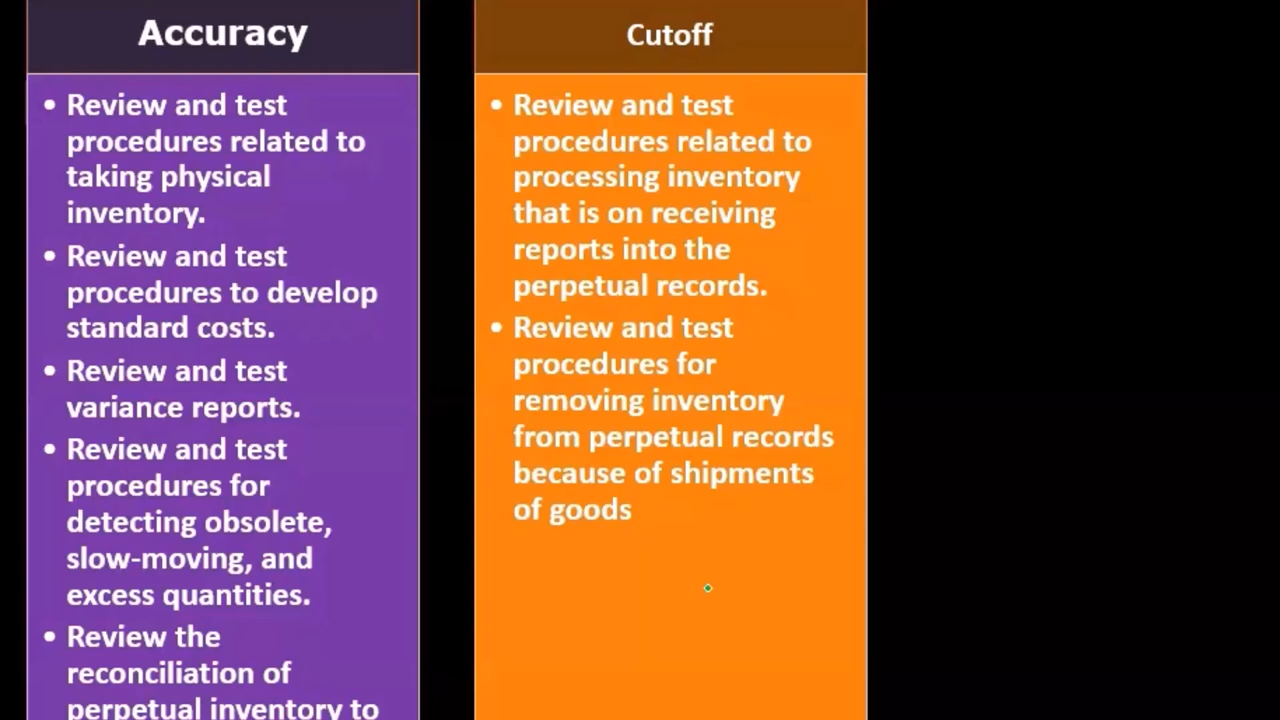 Accuracy
• Review and test
procedures related to
taking physical
inventory.
• Review and test
procedures to develop
standard costs.
• Review and test
variance reports.
• Review and test
procedures for
detecting obsolete,
slow-moving, and
excess quantities.
• Review the
reconciliation of
perpetual inventory to
Cutoff
• Review and test
procedures related to
processing inventory
that is on receiving
reports into the
perpetual records.
• Review and test
procedures for
removing inventory
from perpetual records
because of shipments
of goods